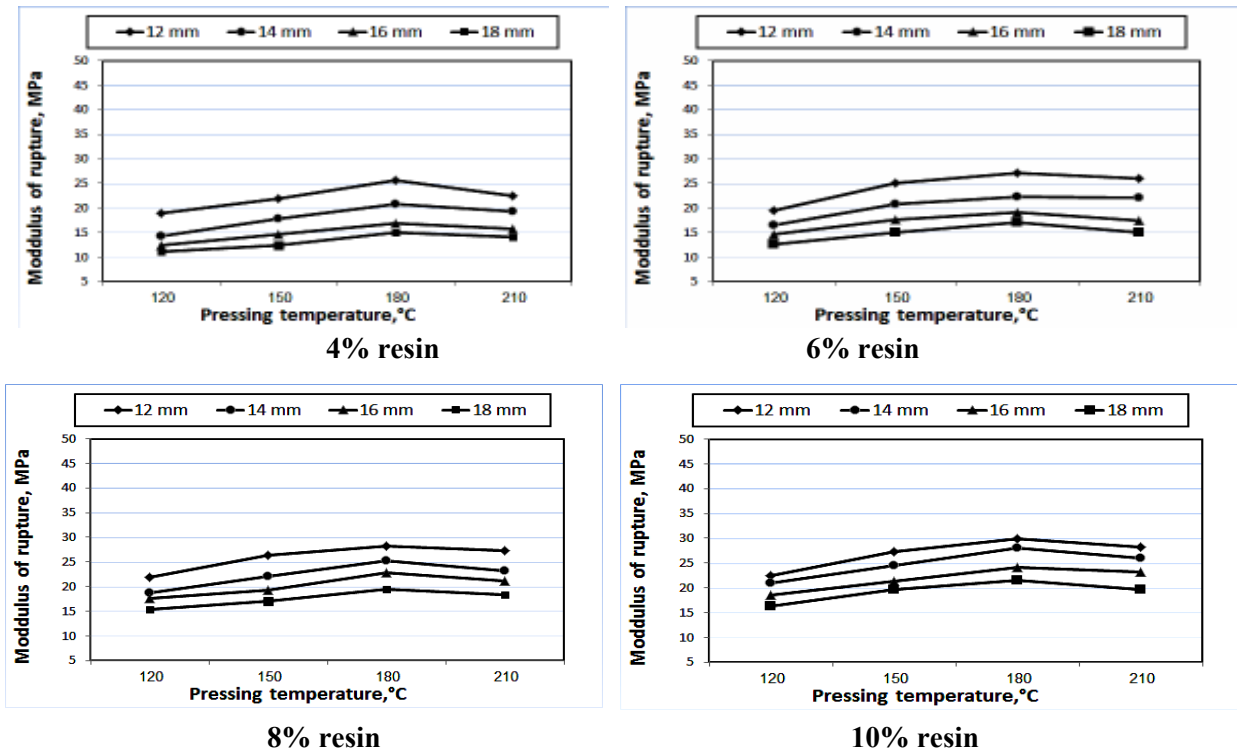 12 mm 14 mm 16 mm 18 mm
Moddulus of rupture, MPa
50
45
40
35
30
25
20
15
10
5
120 150 180 210
Pressing temperature,°C
4% resin
12 mm 14 mm 16 mm 18 mm
Moddulus of rupture, MPa
50
45
40
35
30
25
20
15
10
5
120 150 180 210
Pressing temperature,°C
6% resin
12 mm 14 mm 16 mm 18 mm
Moddulus of rupture, MPa
50
45
40
35
30
25
20
15
10
5
120 150 180 210
Pressing temperature,°C
8% resin
12 mm 14 mm 16 mm 18 mm
Moddulus of rupture, MPa
50
45
40
35
30
25
20
15
10
5
120 150 180 210
Pressing temperature,°C
10% resin